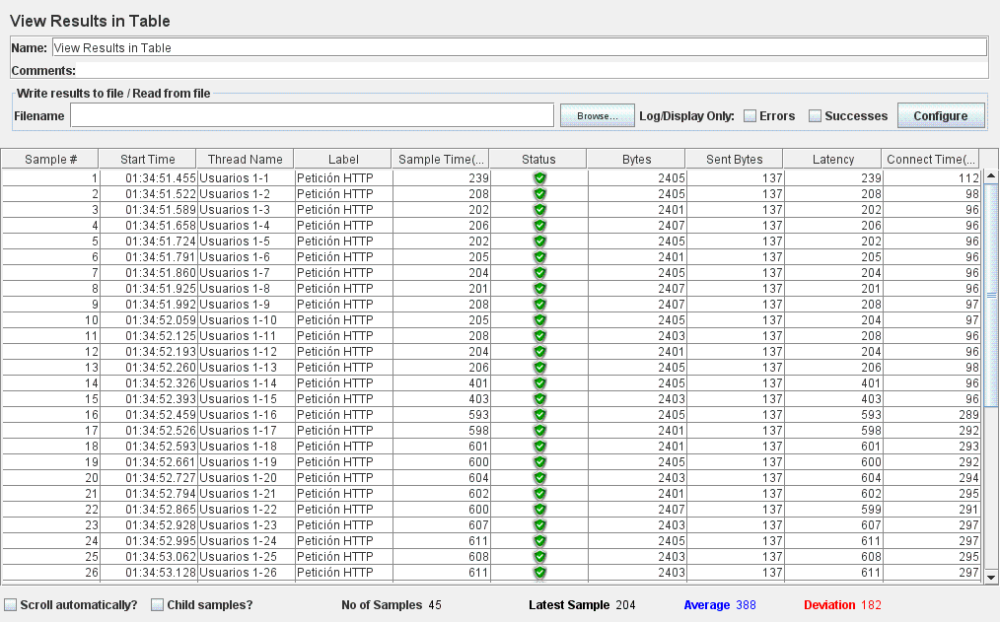 View Results in Table
Name: View Results in Table
Comments:
Write results to file / Read from file
Filename Browse... Log/Display Only: Errors Successes Configure
Sample # Start Time Thread Name Label Sample Time(... Status Bytes Sent Bytes Latency Connect Time(...
1 01:34:51.455 Usuarios 1-1 Petición HTTP 239 2405 137 239 112
2 01:34:51.522 Usuarios 1-2 Petición HTTP 208 2405 137 208 98
3 01:34:51.589 Usuarios 1-3 Petición HTTP 202 2401 137 202 96
4 01:34:51.658 Usuarios 1-4 Petición HTTP 206 2407 137 206 96
5 01:34:51.724 Usuarios 1-5 Petición HTTP 202 2405 137 202 96
6 01:34:51.791 Usuarios 1-6 Petición HTTP 205 2401 137 205 96
7 01:34:51.860 Usuarios 1-7 Petición HTTP 204 2405 137 204 96
8 01:34:51.925 Usuarios 1-8 Petición HTTP 201 2407 137 201 96
9 01:34:51.992 Usuarios 1-9 Petición HTTP 208 2407 137 208 97
10 01:34:52.059 Usuarios 1-10 Petición HTTP 205 2405 137 204 97
11 01:34:52.125 Usuarios 1-11 Petición HTTP 208 2403 137 208 96
12 01:34:52.193 Usuarios 1-12 Petición HTTP 204 2401 137 204 96
13 01:34:52.260 Usuarios 1-13 Petición HTTP 206 2405 137 206 98
14 01:34:52.326 Usuarios 1-14 Petición HTTP 401 2405 137 401 96
15 01:34:52.393 Usuarios 1-15 Petición HTTP 403 2403 137 403 96
16 01:34:52.459 Usuarios 1-16 Petición HTTP 593 2405 137 593 289
17 01:34:52.526 Usuarios 1-17 Petición HTTP 598 2401 137 598 292
18 01:34:52.593 Usuarios 1-18 Petición HTTP 601 2401 137 601 293
19 01:34:52.661 Usuarios 1-19 Petición HTTP 600 2405 137 600 292
20 01:34:52.727 Usuarios 1-20 Petición HTTP 604 2403 137 604 294
21 01:34:52.794 Usuarios 1-21 Petición HTTP 602 2401 137 602 295
22 01:34:52.865 Usuarios 1-22 Petición HTTP 600 2407 137 599 291
23 01:34:52.928 Usuarios 1-23 Petición HTTP 607 2403 137 607 297
24 01:34:52.995 Usuarios 1-24 Petición HTTP 611 2405 137 611 297
25 01:34:53.062 Usuarios 1-25 Petición HTTP 608 2403 137 608 295
26 01:34:53.128 Usuarios 1-26 Petición HTTP 611 2403 137 611 297
Scroll automatically? Child samples? No of Samples 45 Latest Sample 204 Average 388 Deviation 182